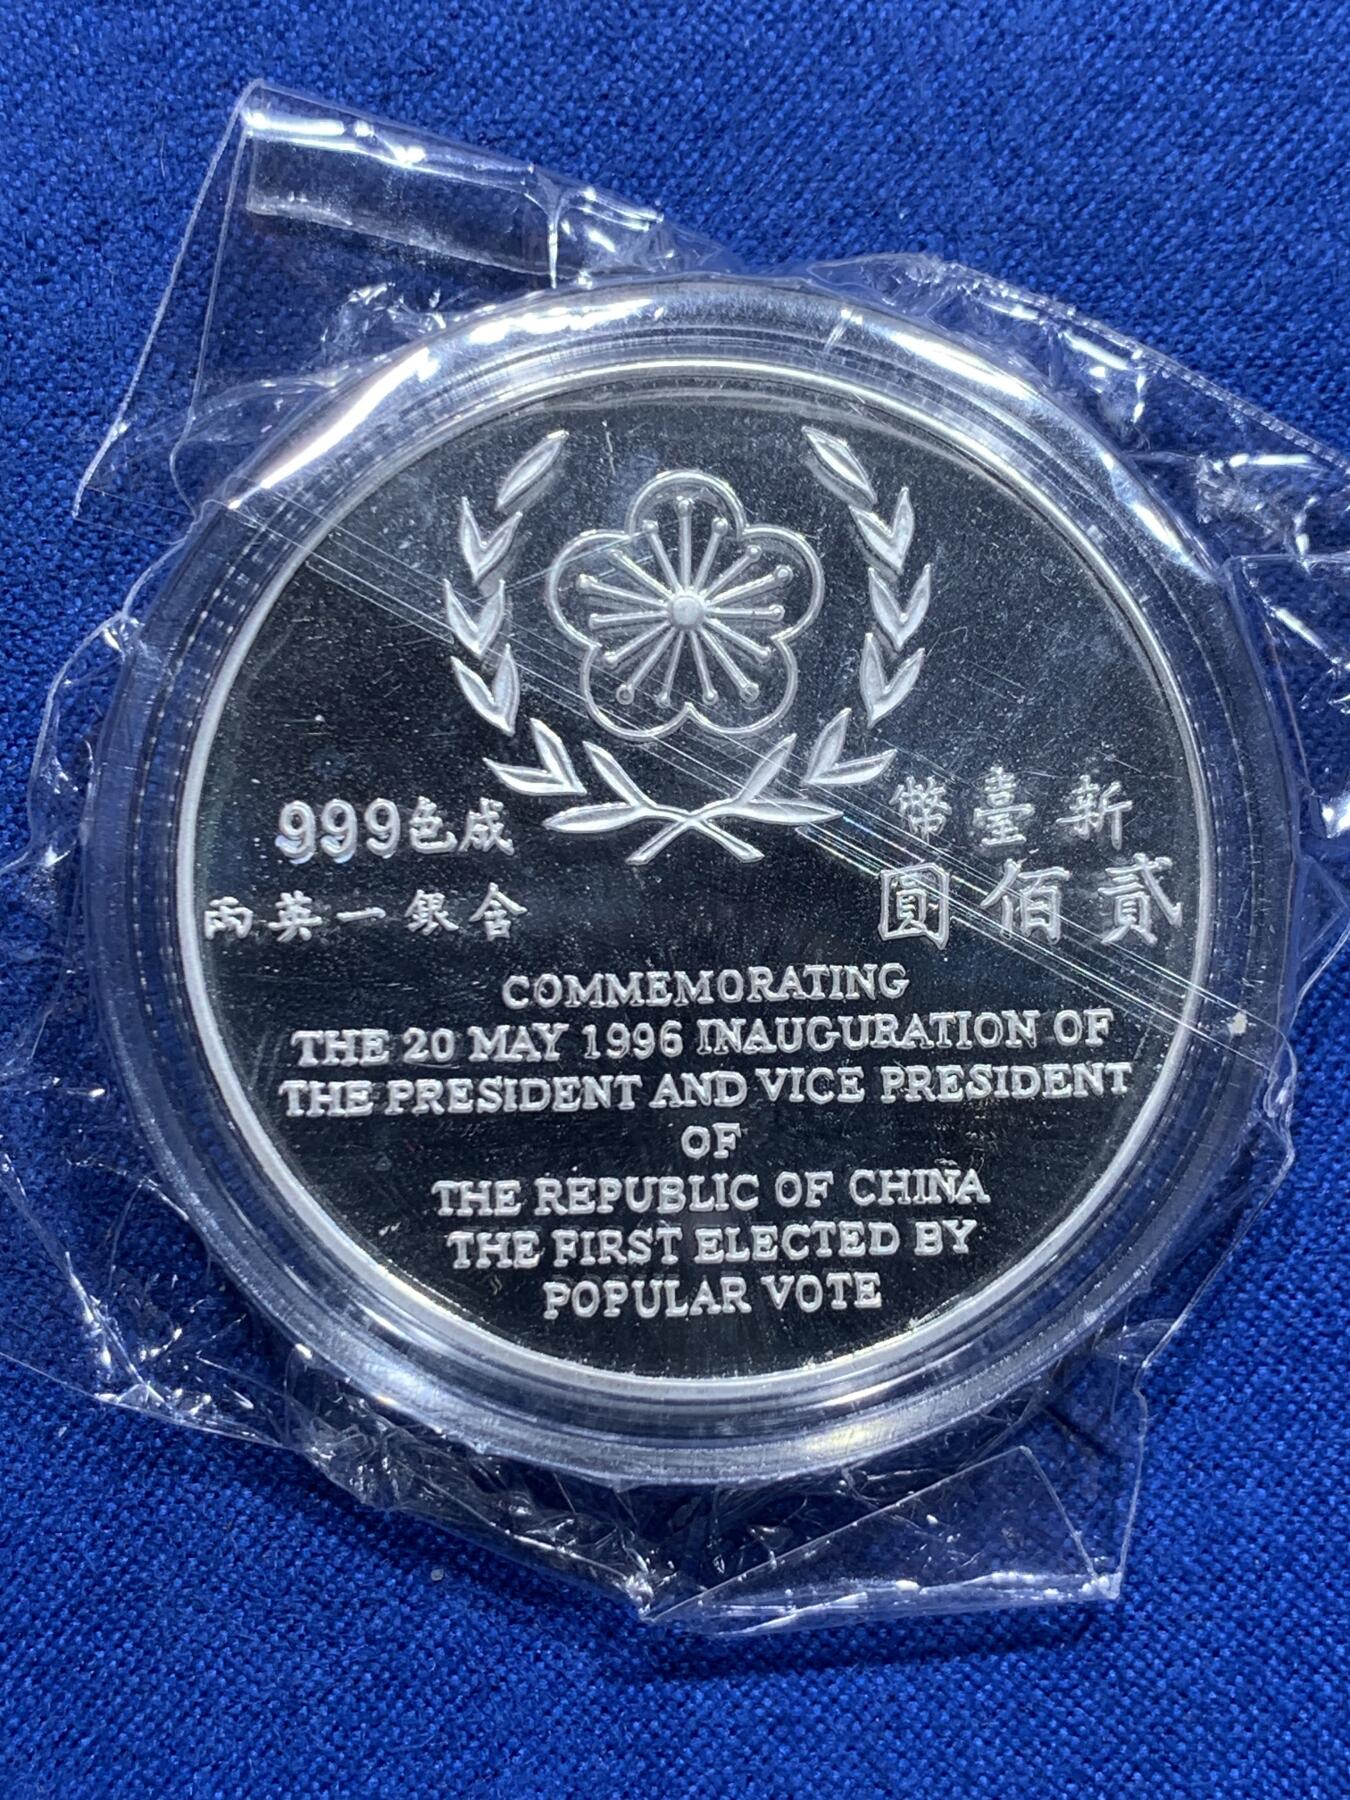 新臺幣
貳佰圓
成色999
含銀一英兩
COMMEMORATING
THE 20 MAY 1996 INAUGURATION OF
THE PRESIDENT AND VICE PRESIDENT
OF
THE REPUBLIC OF CHINA
THE FIRST ELECTED BY
POPULAR VOTE